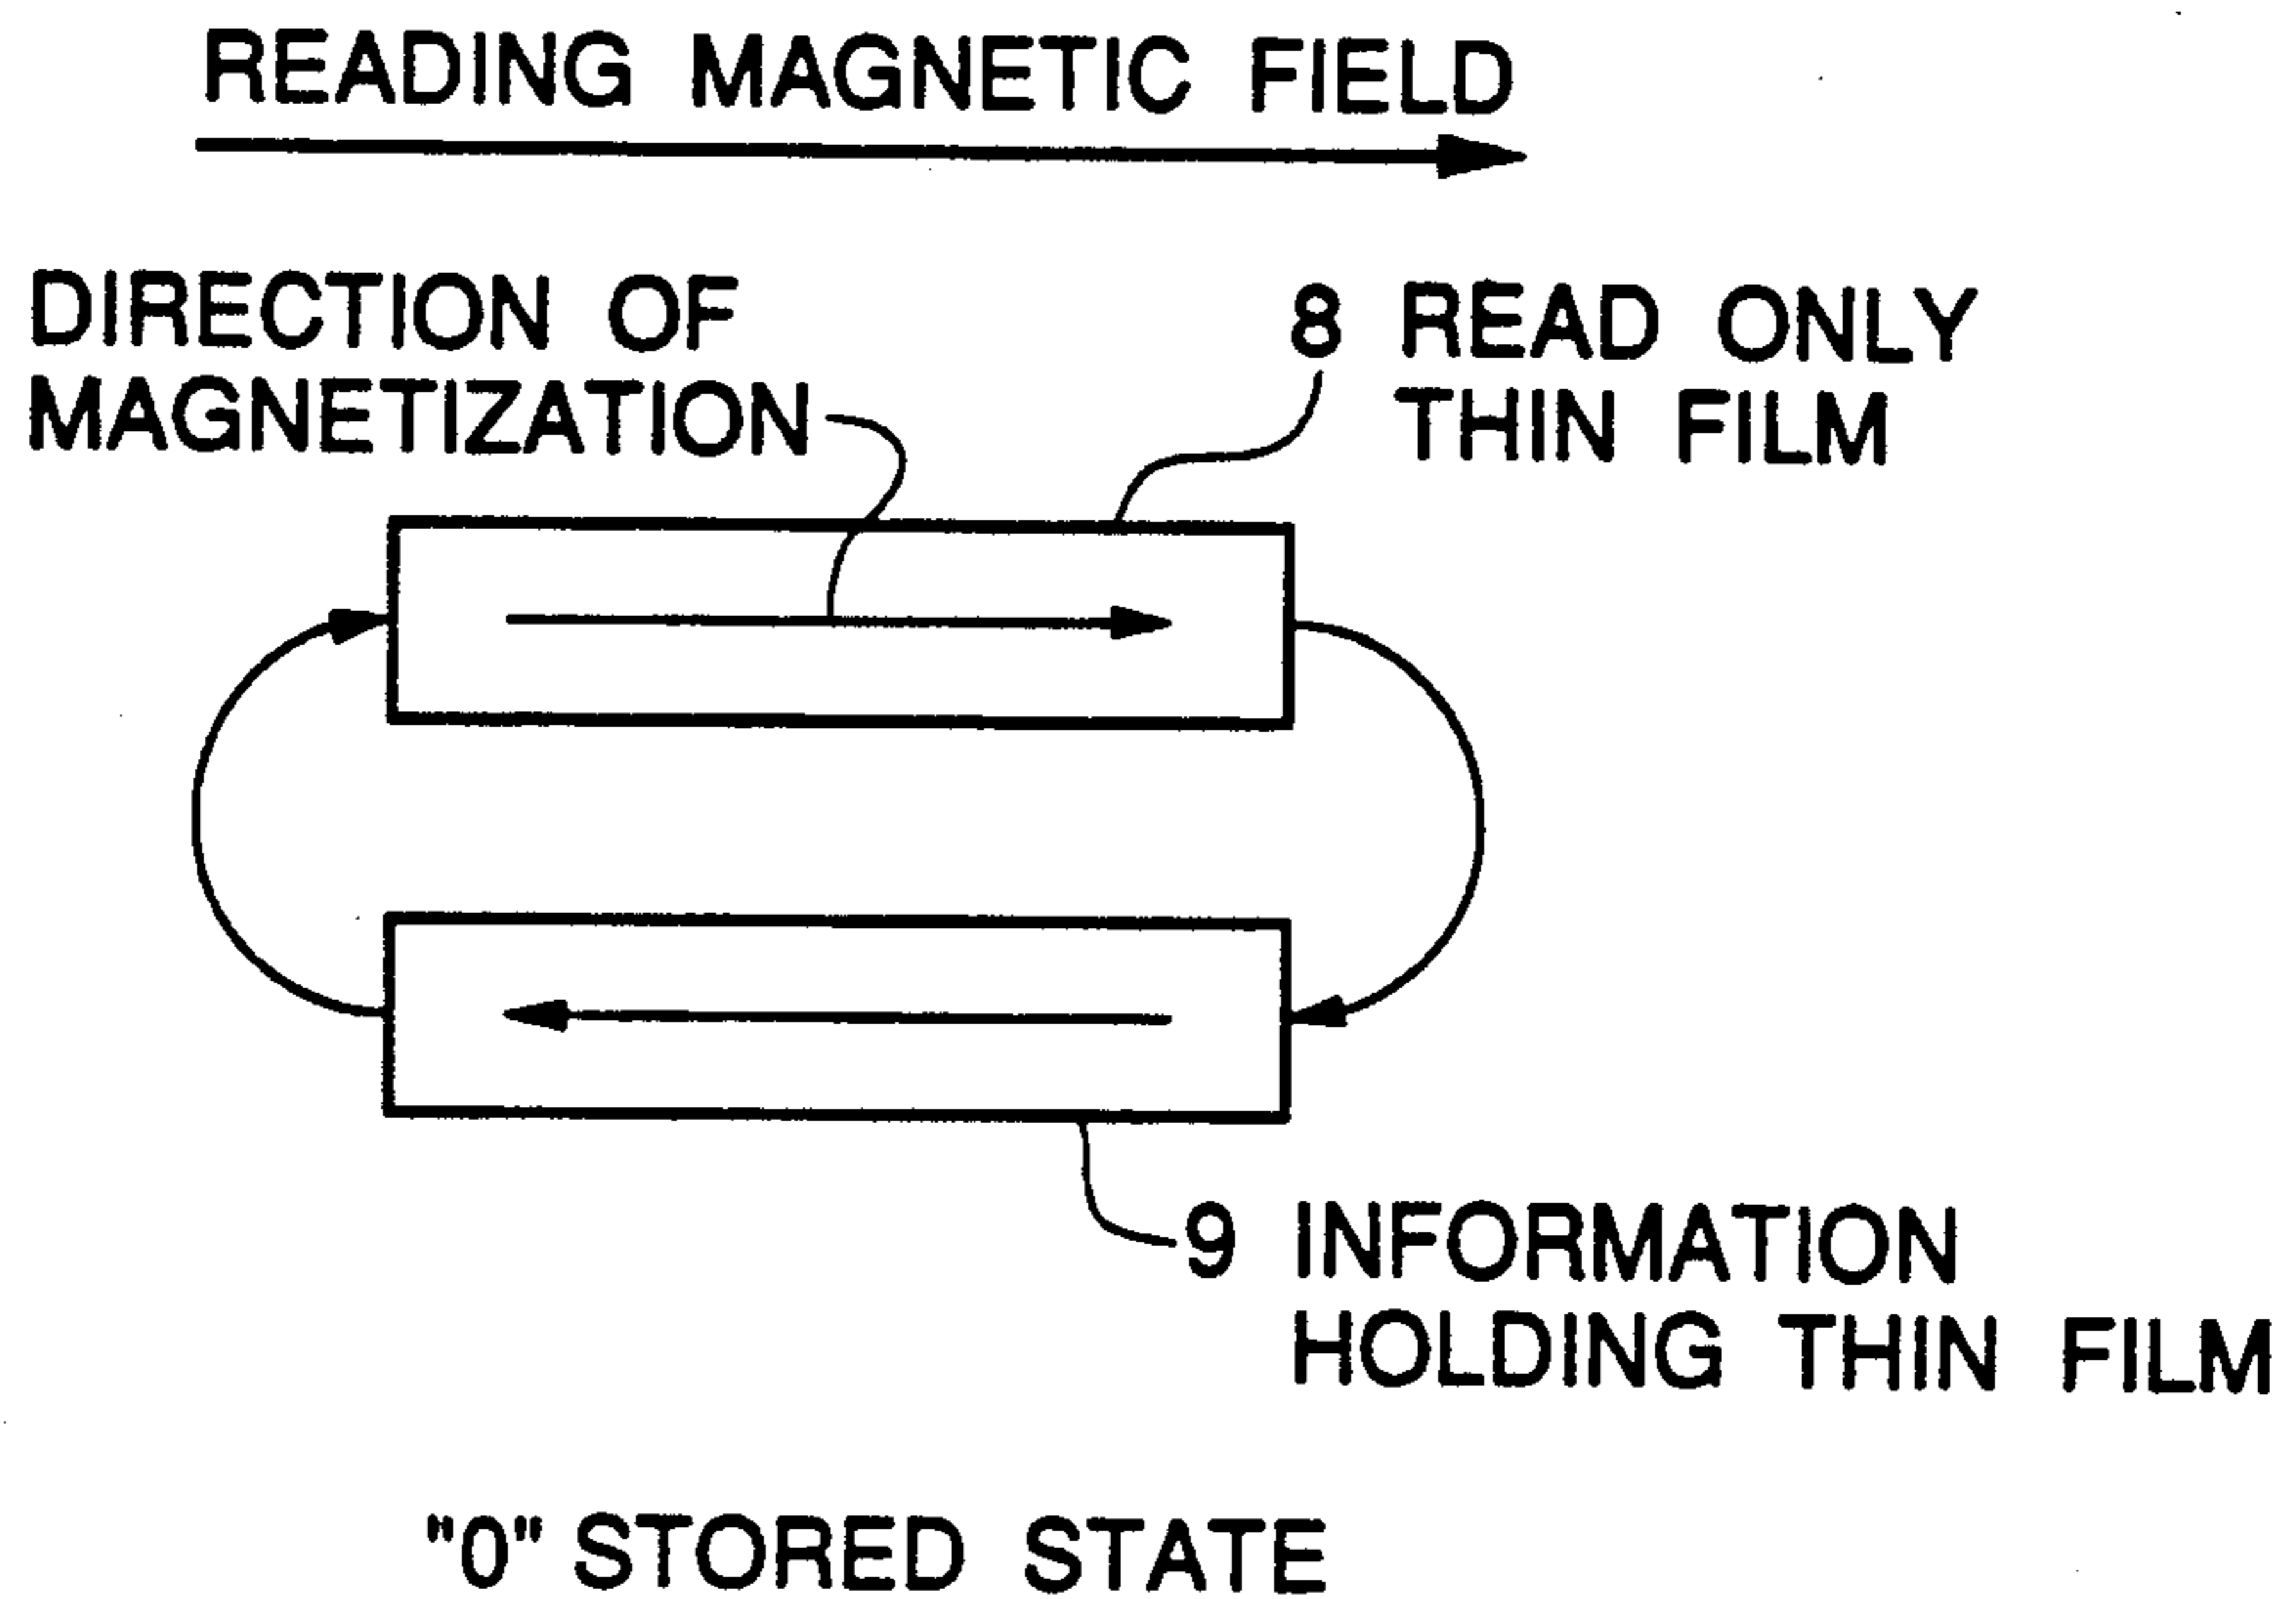 READING MAGNETIC FIELD
DIRECTION OF
MAGNETIZATION
8 READ ONLY
THIN FILM
9 INFORMATION
HOLDING THIN FILM
"0" STORED STATE